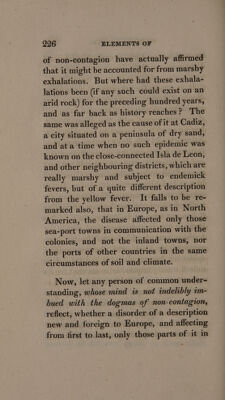 226 ELEMENTS OF
of non-contagion have actually affirmed
that it might be accounted for from marshy
exhalations. But where had these exhala-
lations been (if any such could exist on an
arid rock) for the preceding hundred years,
and as far back as history reaches? The
same was alleged as the cause of it at Cadiz,
a city situated on a peninsula of dry sand,
and at a time when no such epidemic was
known on the close-connected Isla de Leon,
and other neighbouring districts, which are
really marshy and subject to endemick
fevers, but of a quite different description
from the yellow fever. It falls to be re-
marked also, that in Europe, as in North
America, the disease affected only those
sea-port towns in communication with the
colonies, and not the inland towns, nor
the ports of other countries in the same
circumstances of soil and climate.
Now, let any person of common under-
standing, whose mind is not indelibly im-
bued with the dogmas of non-contagion,
reflect, whether a disorder of a description
new and foreign to Europe, and affecting
from first to last, only those parts of it in